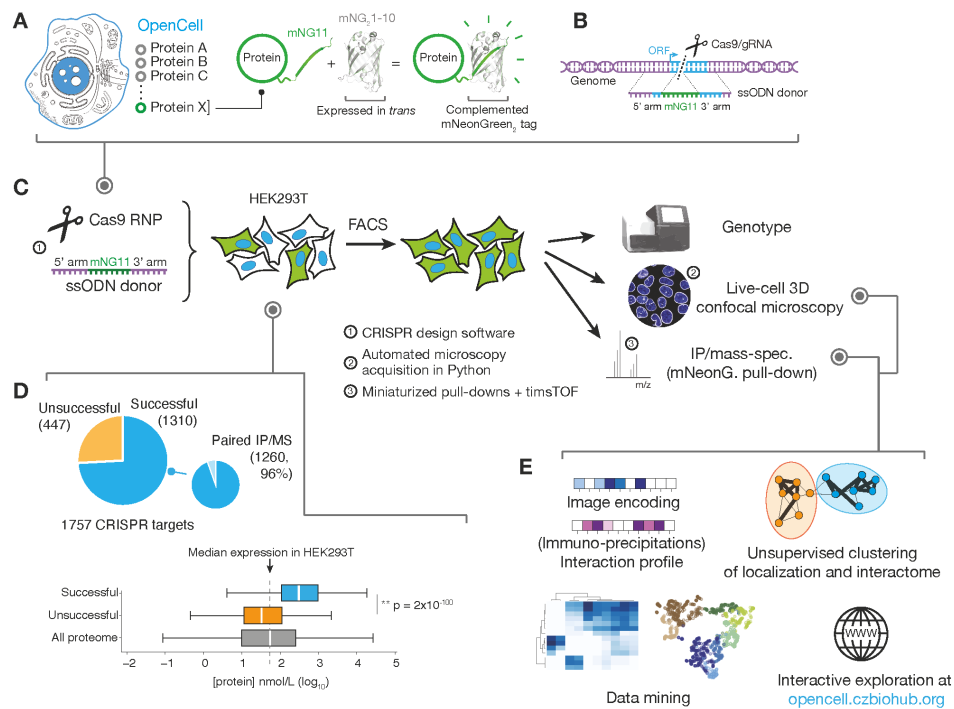 A
OpenCell
Protein A
Protein B
Protein C
Protein X]
Protein
mNG11
+
mNG₂1-10
=
Protein
Expressed in trans
Complemented
mNeonGreen₂ tag
B
ORF
Cas9/gRNA
Genome
ssODN donor
5' arm mNG11 3' arm
C
Cas9 RNP
1
5' arm mNG11 3' arm
ssODN donor
HEK293T
FACS
Genotype
2
Live-cell 3D
confocal microscopy
3
m/z
IP/mass-spec.
(mNeonG. pull-down)
1 CRISPR design software
2 Automated microscopy
acquisition in Python
3 Miniaturized pull-downs + timsTOF
D
Unsuccessful
(447)
Successful
(1310)
Paired IP/MS
(1260,
96%)
1757 CRISPR targets
Median expression in HEK293T
Successful
Unsuccessful
All proteome
** p = 2x10⁻¹⁰⁰
−2 −1 0 1 2 3 4 5
[protein] nmol/L (log₁₀)
E
Image encoding
(Immuno-precipitations)
Interaction profile
Unsupervised clustering
of localization and interactome
Data mining
WWW
Interactive exploration at
opencell.czbiohub.org